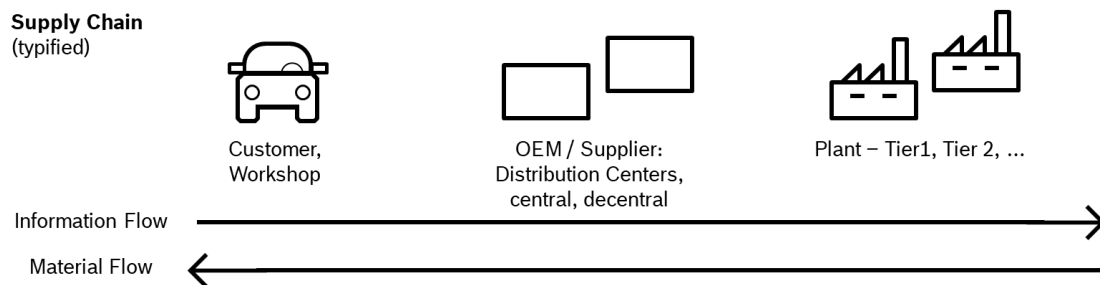 Supply Chain
(typified)
Customer,
Workshop
OEM / Supplier:
Distribution Centers,
central, decentral
Plant – Tier1, Tier 2, ...
Information Flow
Material Flow